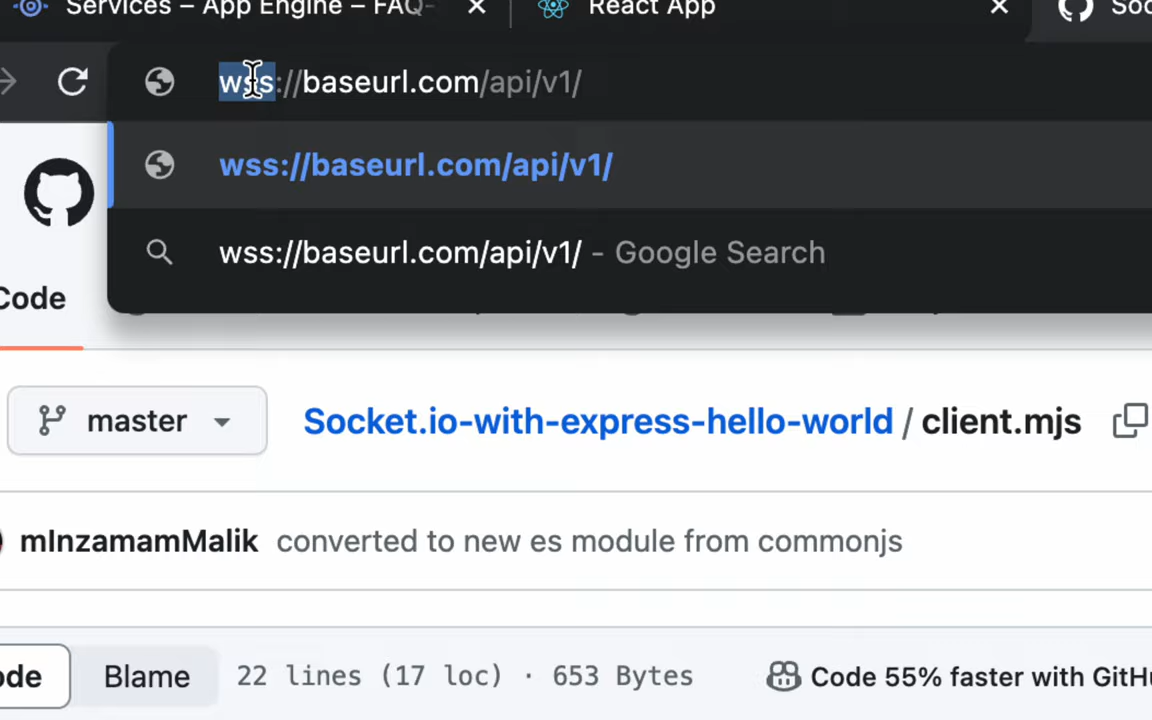 Services – App Engine – FAQ-
React App
Soc
wss://baseurl.com/api/v1/
wss://baseurl.com/api/v1/
wss://baseurl.com/api/v1/ – Google Search
Code
master
Socket.io-with-express-hello-world / client.mjs
mInzamamMalik converted to new es module from commonjs
ode
Blame
22 lines (17 loc) · 653 Bytes
Code 55% faster with GitHu